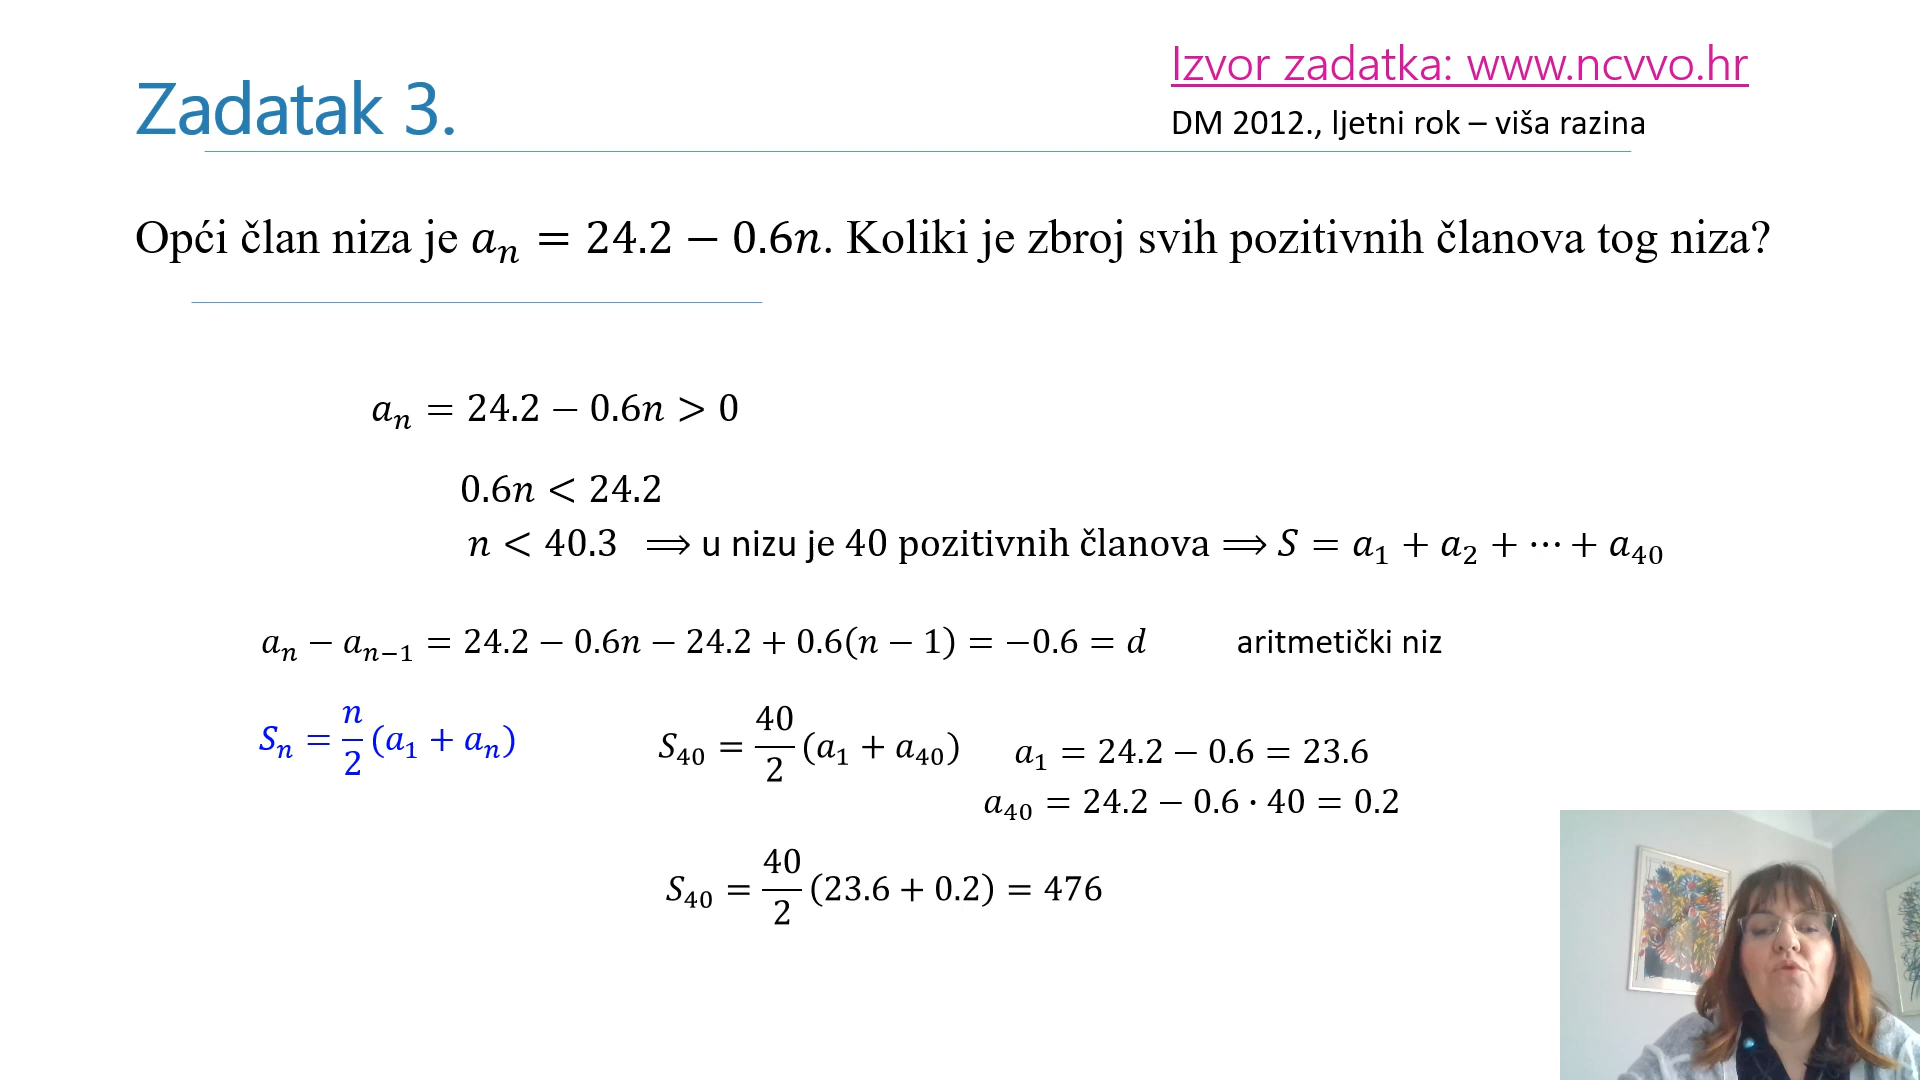 Zadatak 3.
Izvor zadatka: www.ncvvo.hr
DM 2012., ljetni rok – viša razina
Opći član niza je aₙ = 24.2 − 0.6n. Koliki je zbroj svih pozitivnih članova tog niza?
aₙ = 24.2 − 0.6n > 0
0.6n < 24.2
n < 40.3 ⟹ u nizu je 40 pozitivnih članova ⟹ S = a₁ + a₂ + ⋯ + a₄₀
aₙ − aₙ₋₁ = 24.2 − 0.6n − 24.2 + 0.6(n − 1) = −0.6 = d aritmetički niz
Sₙ = n/2 (a₁ + aₙ)
S₄₀ = 40/2 (a₁ + a₄₀)
a₁ = 24.2 − 0.6 = 23.6
a₄₀ = 24.2 − 0.6 · 40 = 0.2
S₄₀ = 40/2 (23.6 + 0.2) = 476